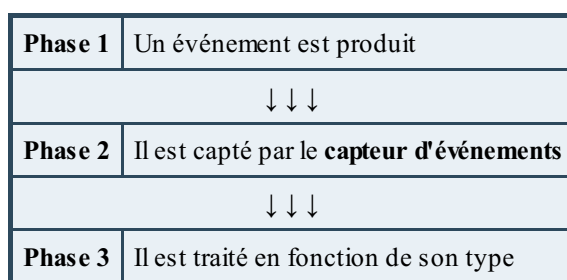 Phase 1 Un événement est produit
↓↓↓
Phase 2 Il est capté par le capteur d'événements
↓↓↓
Phase 3 Il est traité en fonction de son type